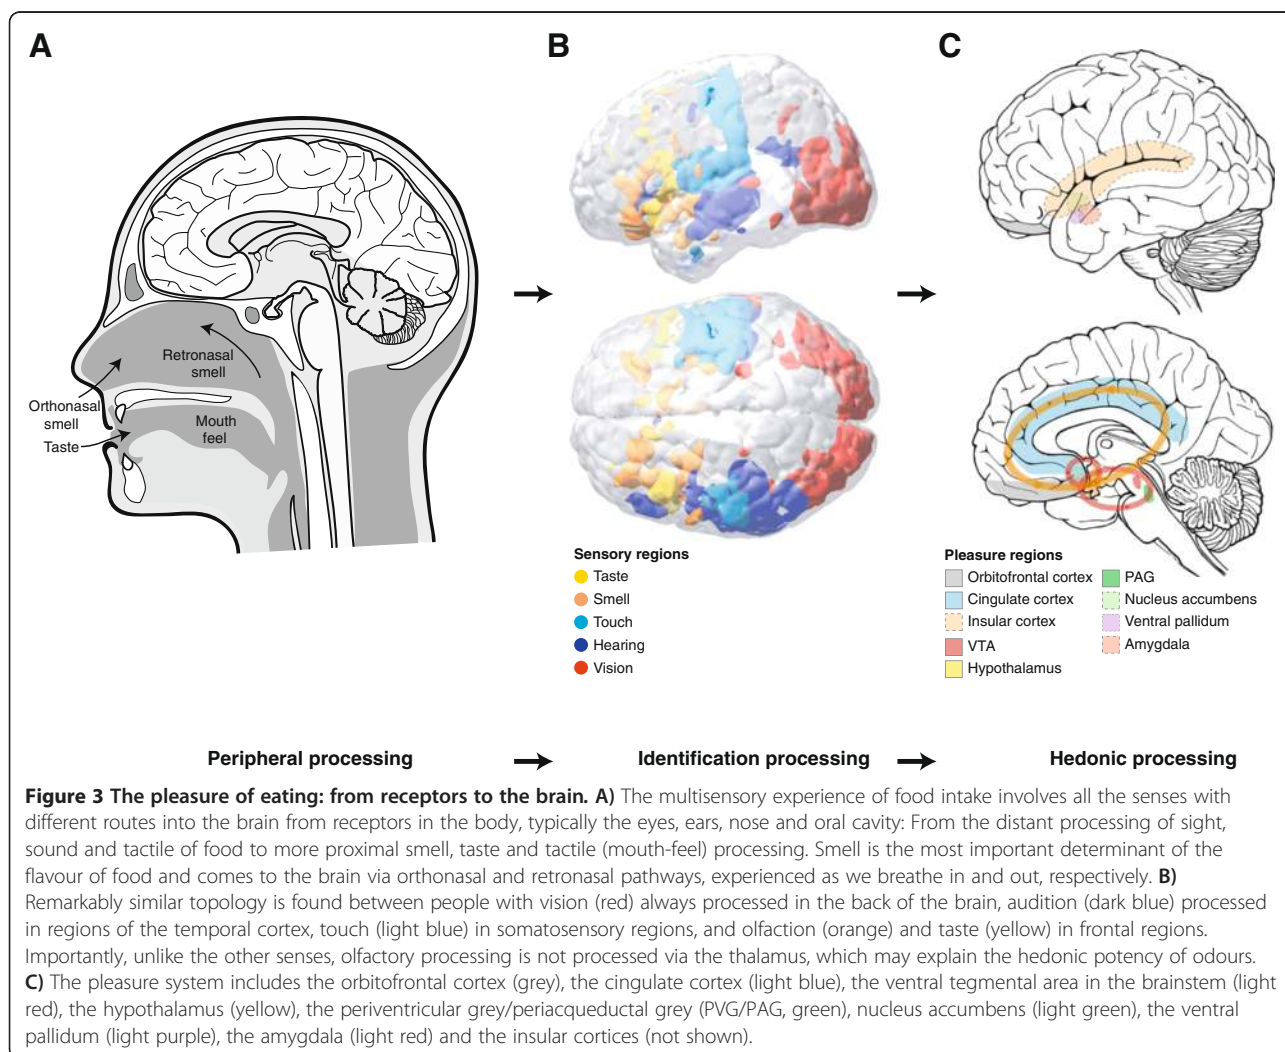 A
B
C
Retronasal
smell
Orthonasal
smell
Taste
Mouth
feel
Sensory regions
Taste
Smell
Touch
Hearing
Vision
Pleasure regions
Orbitofrontal cortex
Cingulate cortex
Insular cortex
VTA
Hypothalamus
PAG
Nucleus accumbens
Ventral pallidum
Amygdala
Peripheral processing
Identification processing
Hedonic processing
Figure 3 The pleasure of eating: from receptors to the brain. A) The multisensory experience of food intake involves all the senses with
different routes into the brain from receptors in the body, typically the eyes, ears, nose and oral cavity: From the distant processing of sight,
sound and tactile of food to more proximal smell, taste and tactile (mouth-feel) processing. Smell is the most important determinant of the
flavour of food and comes to the brain via orthonasal and retronasal pathways, experienced as we breathe in and out, respectively. B)
Remarkably similar topology is found between people with vision (red) always processed in the back of the brain, audition (dark blue) processed
in regions of the temporal cortex, touch (light blue) in somatosensory regions, and olfaction (orange) and taste (yellow) in frontal regions.
Importantly, unlike the other senses, olfactory processing is not processed via the thalamus, which may explain the hedonic potency of odours.
C) The pleasure system includes the orbitofrontal cortex (grey), the cingulate cortex (light blue), the ventral tegmental area in the brainstem (light
red), the hypothalamus (yellow), the periventricular grey/periacqueductal grey (PVG/PAG, green), nucleus accumbens (light green), the ventral
pallidum (light purple), the amygdala (light red) and the insular cortices (not shown).